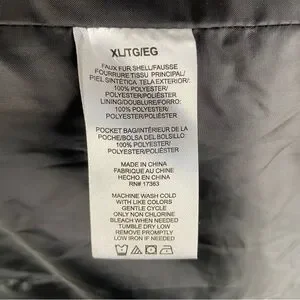 XL/TG/EG
FAUX FUR SHELL/FAUSSE
FOURRURE TISSU PRINCIPAL/
PIEL SINTÉTICA TELA EXTERIOR/:
100% POLYESTER/
POLYESTER/POLIÉSTER
LINING/DOUBLURE/FORRO:
100% POLYESTER/
POLYESTER/POLIÉSTER
POCKET BAG/INTÉRIEUR DE LA
POCHE/BOLSA DEL BOLSILLO:
100% POLYESTER/
POLYESTER/POLIÉSTER
MADE IN CHINA
FABRIQUÉ AU CHINE
HECHO EN CHINA
RN# 17363
MACHINE WASH COLD
WITH LIKE COLORS
GENTLE CYCLE
ONLY NON CHLORINE
BLEACH WHEN NEEDED
TUMBLE DRY LOW
REMOVE PROMPTLY
LOW IRON IF NEEDED